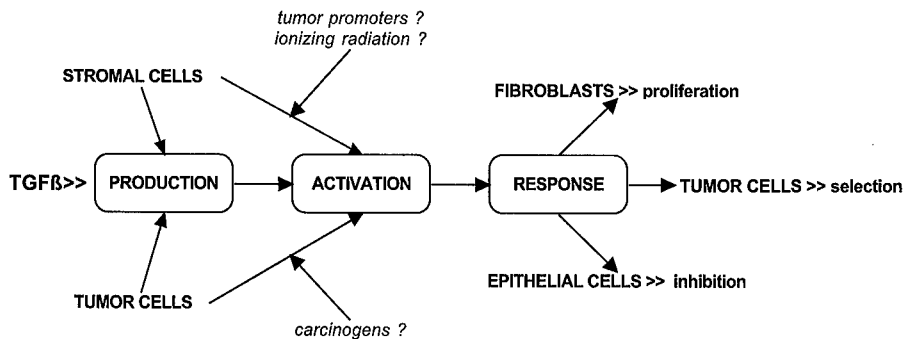 tumor promoters ?
ionizing radiation ?
STROMAL CELLS
FIBROBLASTS >> proliferation
TGFß>> PRODUCTION ACTIVATION RESPONSE TUMOR CELLS >> selection
EPITHELIAL CELLS >> inhibition
TUMOR CELLS
carcinogens ?